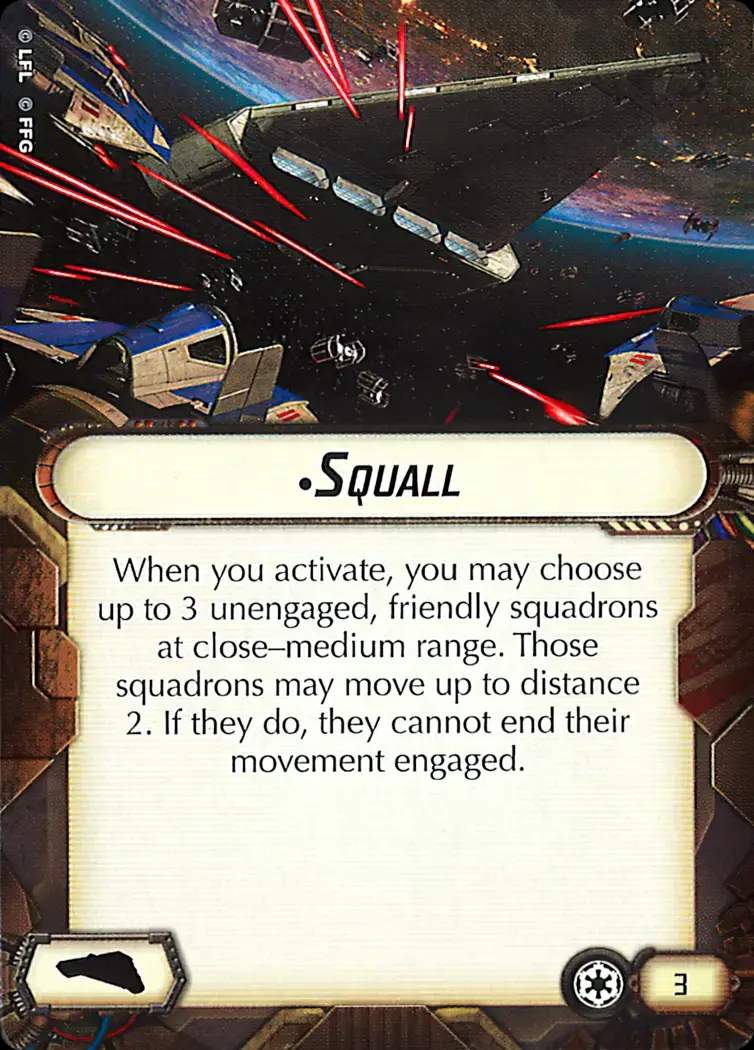 © LFL © FFG
•Squall
When you activate, you may choose
up to 3 unengaged, friendly squadrons
at close–medium range. Those
squadrons may move up to distance
2. If they do, they cannot end their
movement engaged.
3